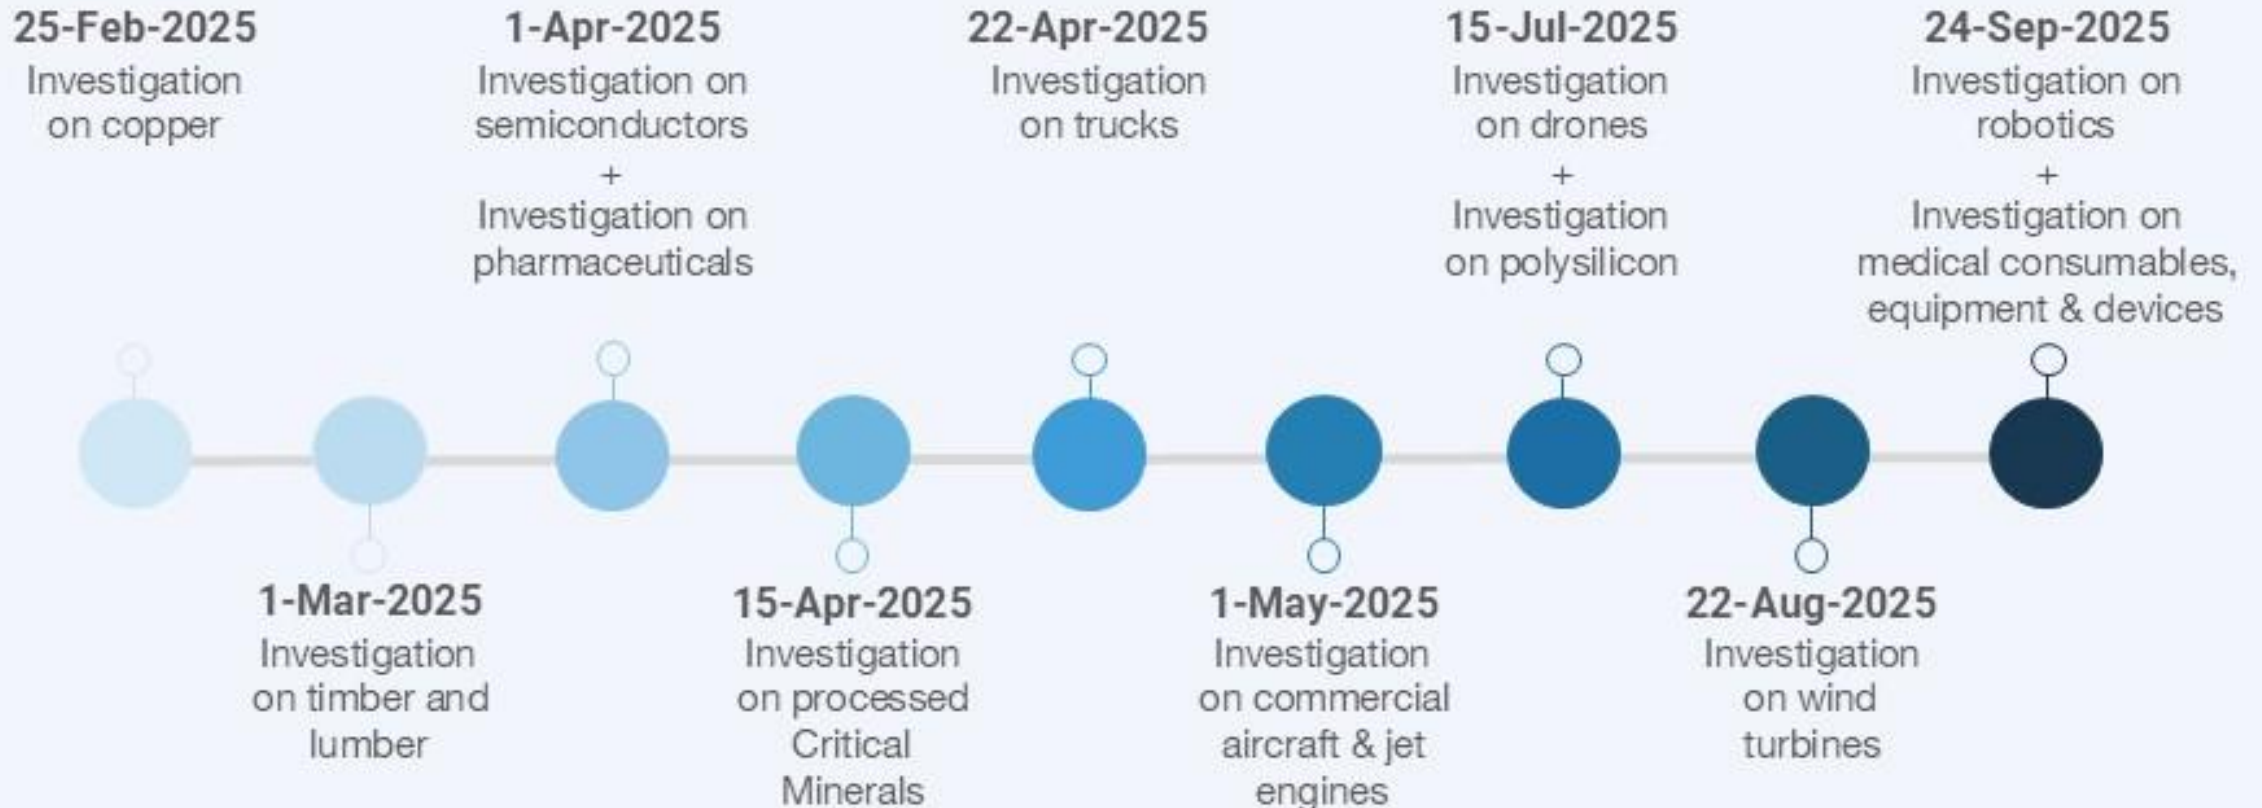 25-Feb-2025
Investigation
on copper
1-Apr-2025
Investigation on
semiconductors
+
Investigation on
pharmaceuticals
22-Apr-2025
Investigation
on trucks
15-Jul-2025
Investigation
on drones
+
Investigation
on polysilicon
24-Sep-2025
Investigation on
robotics
+
Investigation on
medical consumables,
equipment & devices
1-Mar-2025
Investigation
on timber and
lumber
15-Apr-2025
Investigation
on processed
Critical
Minerals
1-May-2025
Investigation
on commercial
aircraft & jet
engines
22-Aug-2025
Investigation
on wind
turbines